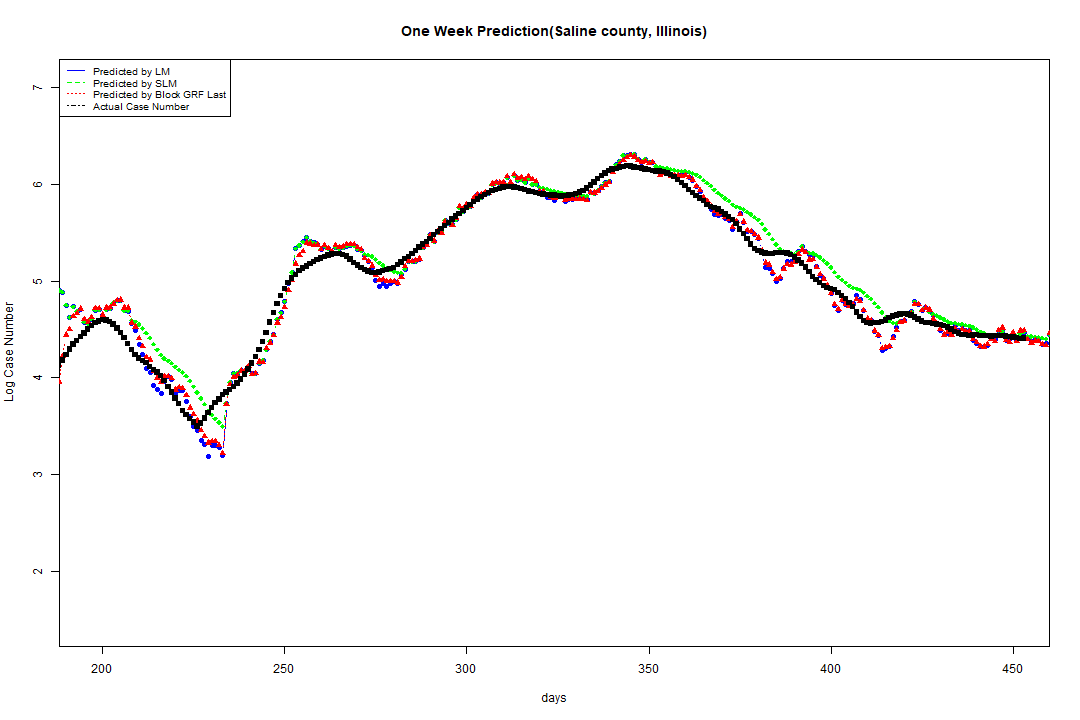 One Week Prediction(Saline county, Illinois)
Predicted by LM
Predicted by SLM
Predicted by Block GRF Last
Actual Case Number
7
6
5
4
3
2
Log Case Number
200 250 300 350 400 450
days